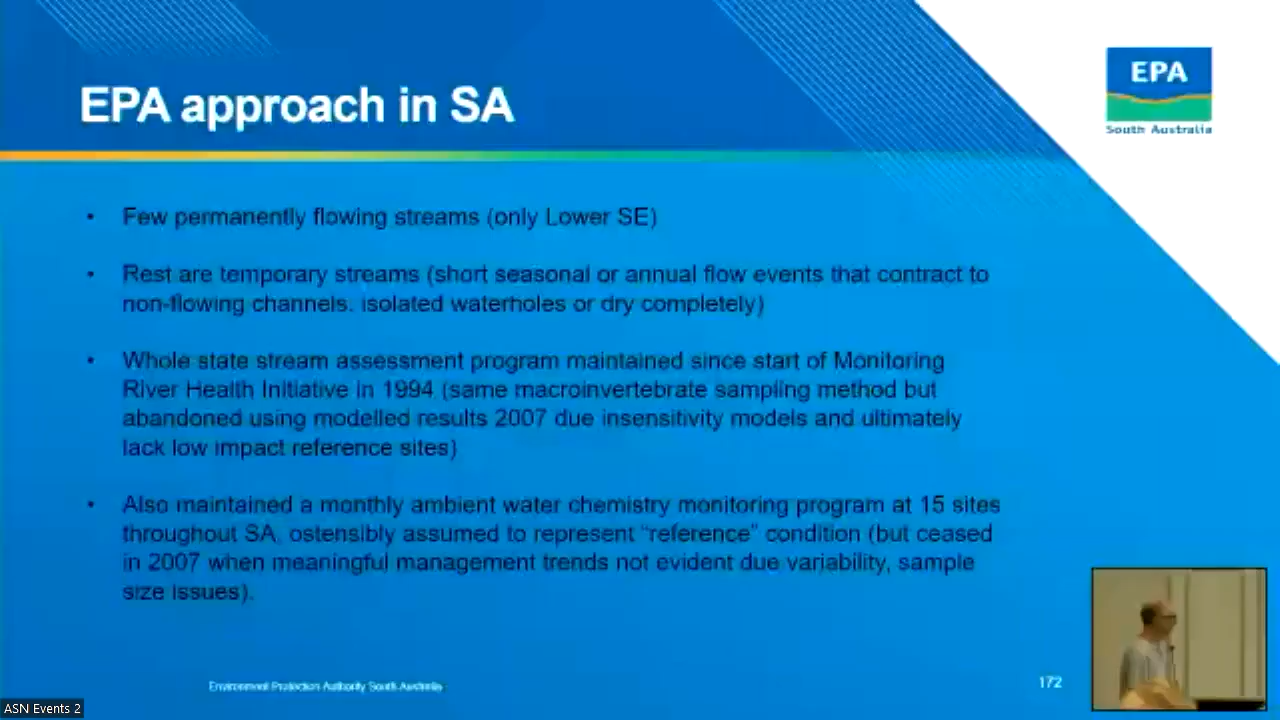 EPA approach in SA
EPA
South Australia
• Few permanently flowing streams (only Lower SE)
• Rest are temporary streams (short seasonal or annual flow events that contract to
non-flowing channels. isolated waterholes or dry completely)
• Whole state stream assessment program maintained since start of Monitoring
River Health Initiative in 1994 (same macroinvertebrate sampling method but
abandoned using modelled results 2007 due insensitivity models and ultimately
lack low impact reference sites)
• Also maintained a monthly ambient water chemistry monitoring program at 15 sites
throughout SA, ostensibly assumed to represent “reference” condition (but ceased
in 2007 when meaningful management trends not evident due variability, sample
size issues).
Environment Protection Authority South Australia
172
ASN Events 2